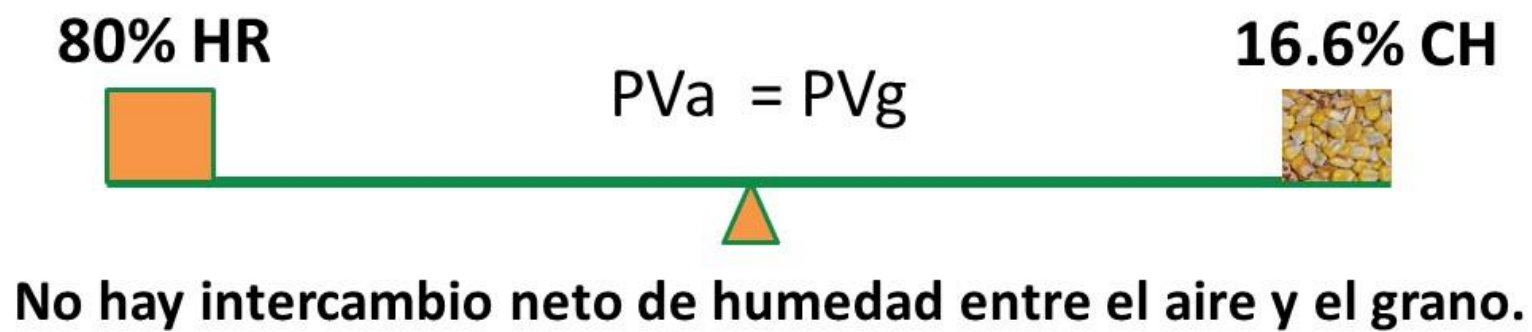 80% HR
16.6% CH
PVa = PVg
No hay intercambio neto de humedad entre el aire y el grano.